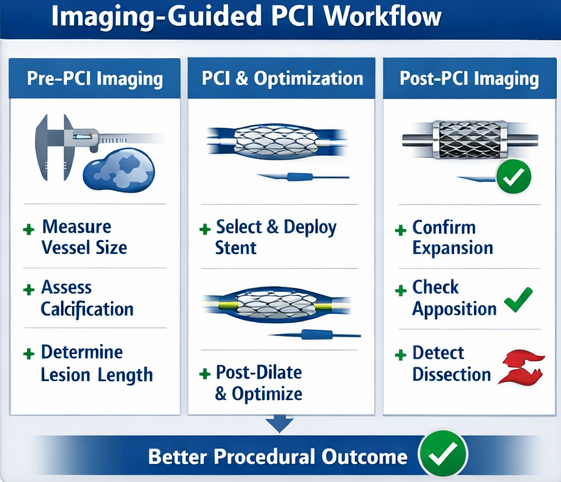 Imaging-Guided PCI Workflow
Pre-PCI Imaging
+ Measure
Vessel Size
+ Assess
Calcification
+ Determine
Lesion Length
PCI & Optimization
+ Select & Deploy
Stent
+ Post-Dilate
& Optimize
Post-PCI Imaging
+ Confirm
Expansion
+ Check
Apposition
+ Detect
Dissection
Better Procedural Outcome